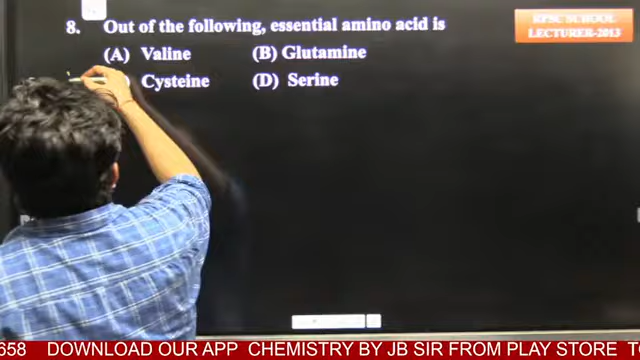 8. Out of the following, essential amino acid is
RPSC SCHOOL
LECTURER-2013
(A) Valine (B) Glutamine
) Cysteine (D) Serine
658 DOWNLOAD OUR APP CHEMISTRY BY JB SIR FROM PLAY STORE